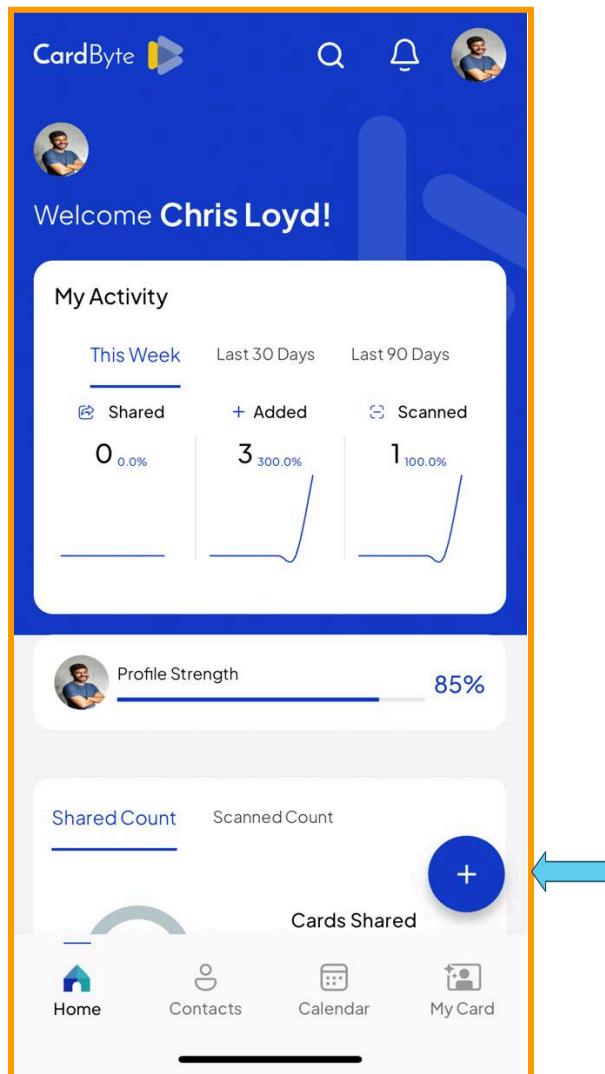 CardByte
Welcome Chris Loyd!
My Activity
This Week Last 30 Days Last 90 Days
Shared + Added Scanned
0 0.0% 3 300.0% 1 100.0%
Profile Strength
85%
Shared Count Scanned Count
+
Cards Shared
Home Contacts Calendar My Card